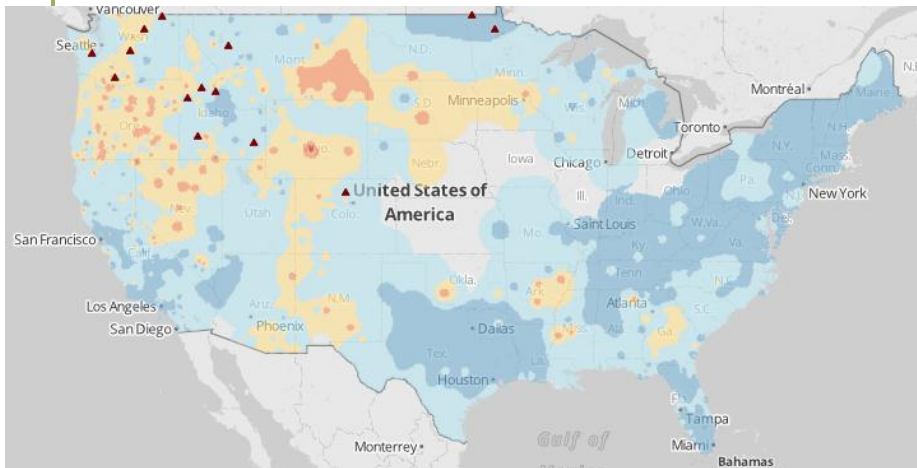 Vancouver
Seattle
Wash.
Mont.
N.D.
Minn.
Montréal
Ore.
Idaho
S.D.
Minneapolis
Wis.
Mich.
Toronto
Maine
N.H.
N.Y.
Mass.
Conn.
Wyo.
Nebr.
Iowa
Chicago
Detroit
Pa.
N.J.
New York
United States of
America
Nev.
Utah
Colo.
Ill.
Ind.
Ohio
W.Va.
Del.
San Francisco
Calif.
Mo.
Saint Louis
Ky.
Va.
Okla.
Tenn.
N.C.
Los Angeles
Ariz.
N.M.
Ark.
Atlanta
S.C.
San Diego
Phoenix
Dallas
Miss.
Ala.
Ga.
Tex.
La.
Houston
Tampa
Miami
Monterrey
Gulf of
Bahamas